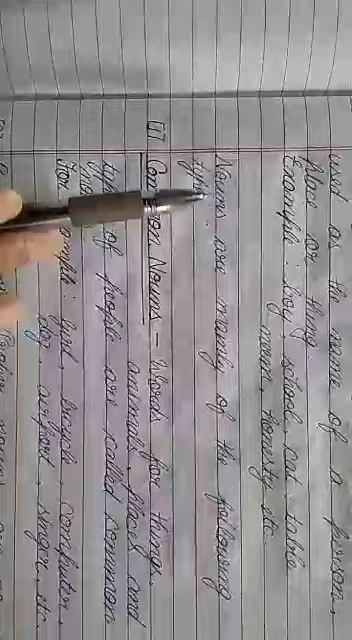 used as the name of a person,
place or thing.
Example: boy, school, cat, table
men, honesty etc.
Nouns are mainly of the following
types.
(i) Common Nouns - Words for things,
animals, places and
of people are called common
For example: Girl, bicycle, computer,
dog, airport, singer, etc.